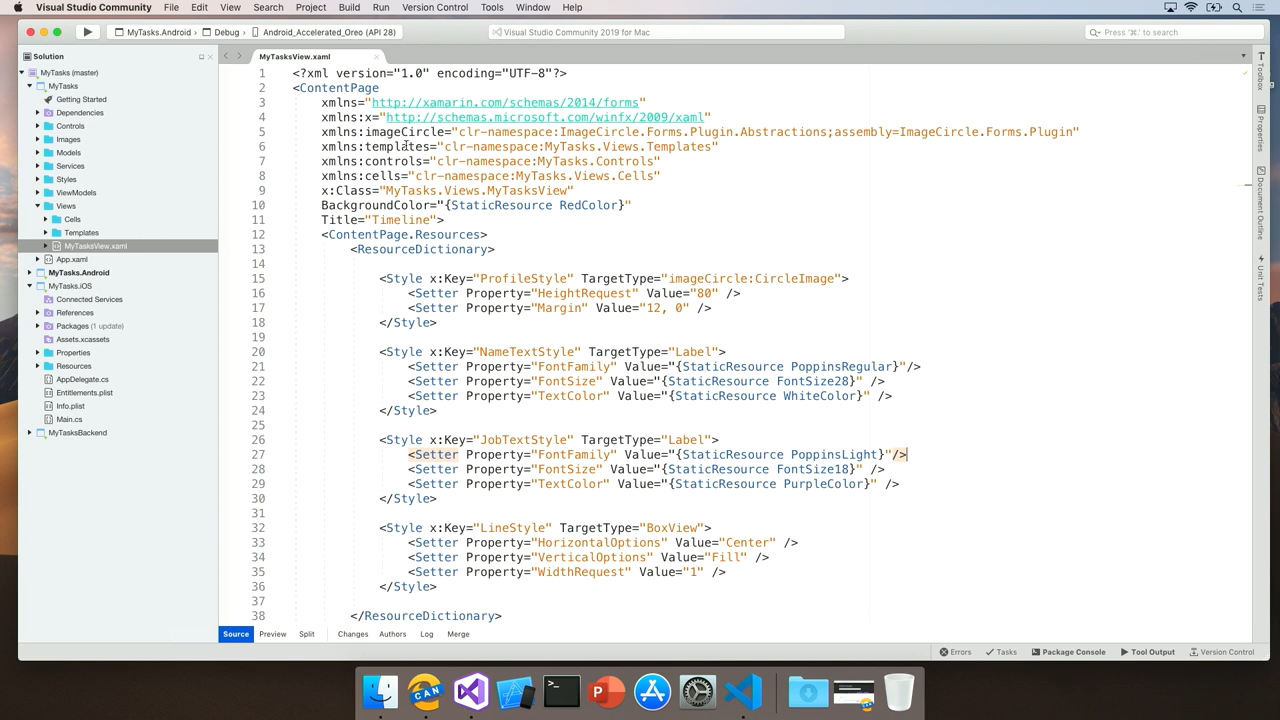 Visual Studio Community File Edit View Search Project Build Run Version Control Tools Window Help
MyTasks.Android Debug Android_Accelerated_Oreo (API 28) Visual Studio Community 2019 for Mac Press '⌘.' to search
Solution
MyTasks (master)
MyTasks
Getting Started
Dependencies
Controls
Images
Models
Services
Styles
ViewModels
Views
Cells
Templates
MyTasksView.xaml
App.xaml
MyTasks.Android
MyTasks.iOS
Connected Services
References
Packages (1 update)
Assets.xcassets
Properties
Resources
AppDelegate.cs
Entitlements.plist
Info.plist
Main.cs
MyTasksBackend
MyTasksView.xaml
1 <?xml version="1.0" encoding="UTF-8"?>
2 <ContentPage
3 xmlns="http://xamarin.com/schemas/2014/forms"
4 xmlns:x="http://schemas.microsoft.com/winfx/2009/xaml"
5 xmlns:imageCircle="clr-namespace:ImageCircle.Forms.Plugin.Abstractions;assembly=ImageCircle.Forms.Plugin"
6 xmlns:templates="clr-namespace:MyTasks.Views.Templates"
7 xmlns:controls="clr-namespace:MyTasks.Controls"
8 xmlns:cells="clr-namespace:MyTasks.Views.Cells"
9 x:Class="MyTasks.Views.MyTasksView"
10 BackgroundColor="{StaticResource RedColor}"
11 Title="Timeline">
12 <ContentPage.Resources>
13 <ResourceDictionary>
14
15 <Style x:Key="ProfileStyle" TargetType="imageCircle:CircleImage">
16 <Setter Property="HeightRequest" Value="80" />
17 <Setter Property="Margin" Value="12, 0" />
18 </Style>
19
20 <Style x:Key="NameTextStyle" TargetType="Label">
21 <Setter Property="FontFamily" Value="{StaticResource PoppinsRegular}"/>
22 <Setter Property="FontSize" Value="{StaticResource FontSize28}" />
23 <Setter Property="TextColor" Value="{StaticResource WhiteColor}" />
24 </Style>
25
26 <Style x:Key="JobTextStyle" TargetType="Label">
27 <Setter Property="FontFamily" Value="{StaticResource PoppinsLight}"/>
28 <Setter Property="FontSize" Value="{StaticResource FontSize18}" />
29 <Setter Property="TextColor" Value="{StaticResource PurpleColor}" />
30 </Style>
31
32 <Style x:Key="LineStyle" TargetType="BoxView">
33 <Setter Property="HorizontalOptions" Value="Center" />
34 <Setter Property="VerticalOptions" Value="Fill" />
35 <Setter Property="WidthRequest" Value="1" />
36 </Style>
37
38 </ResourceDictionary>
Source Preview Split Changes Authors Log Merge
Toolbox
Properties
Document Outline
Unit Tests
Errors Tasks Package Console Tool Output Version Control
>_
CAN
P